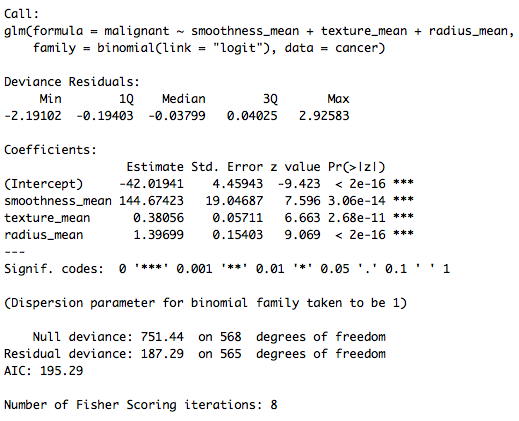 Call:
glm(formula = malignant ~ smoothness_mean + texture_mean + radius_mean,
    family = binomial(link = "logit"), data = cancer)

Deviance Residuals:
     Min        1Q    Median        3Q       Max
-2.19102  -0.19403  -0.03799   0.04025   2.92583

Coefficients:
                 Estimate Std. Error z value Pr(>|z|)
(Intercept)     -42.01941    4.45943  -9.423  < 2e-16 ***
smoothness_mean 144.67423   19.04687   7.596 3.06e-14 ***
texture_mean      0.38056    0.05711   6.663 2.68e-11 ***
radius_mean       1.39699    0.15403   9.069  < 2e-16 ***
---
Signif. codes:  0 '***' 0.001 '**' 0.01 '*' 0.05 '.' 0.1 ' ' 1

(Dispersion parameter for binomial family taken to be 1)

    Null deviance: 751.44  on 568  degrees of freedom
Residual deviance: 187.29  on 565  degrees of freedom
AIC: 195.29

Number of Fisher Scoring iterations: 8